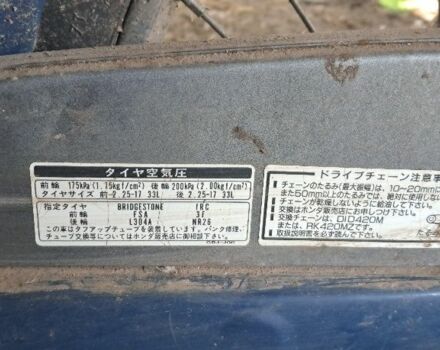 タイヤ空気圧
前輪 175kPa(1.75kgf/cm²) 後輪 200kPa(2.00kgf/cm²)
タイヤサイズ 前-2.25-17 33L 後 2.25-17 33L
指定タイヤ BRIDGESTONE IRC
前輪 FSA 3F
後輪 L304A NR26
この車はタフアップチューブを装着しています。パンク修理、
チューブ交換等についてはホンダ販売店に御相談下さい。
ドライブチェーン注意事
チェーンのたるみ(最大振幅)は、10~20mm
また50mm以上のたるみでは、絶対に使用しない
チェーンが乾燥しないように給油して下さい。
交換はホンダ販売店にお申しつけ下さい。
交換チェーンは、DID420M
または、RK420MZです。
取扱説明書を必ず読んで下さい。